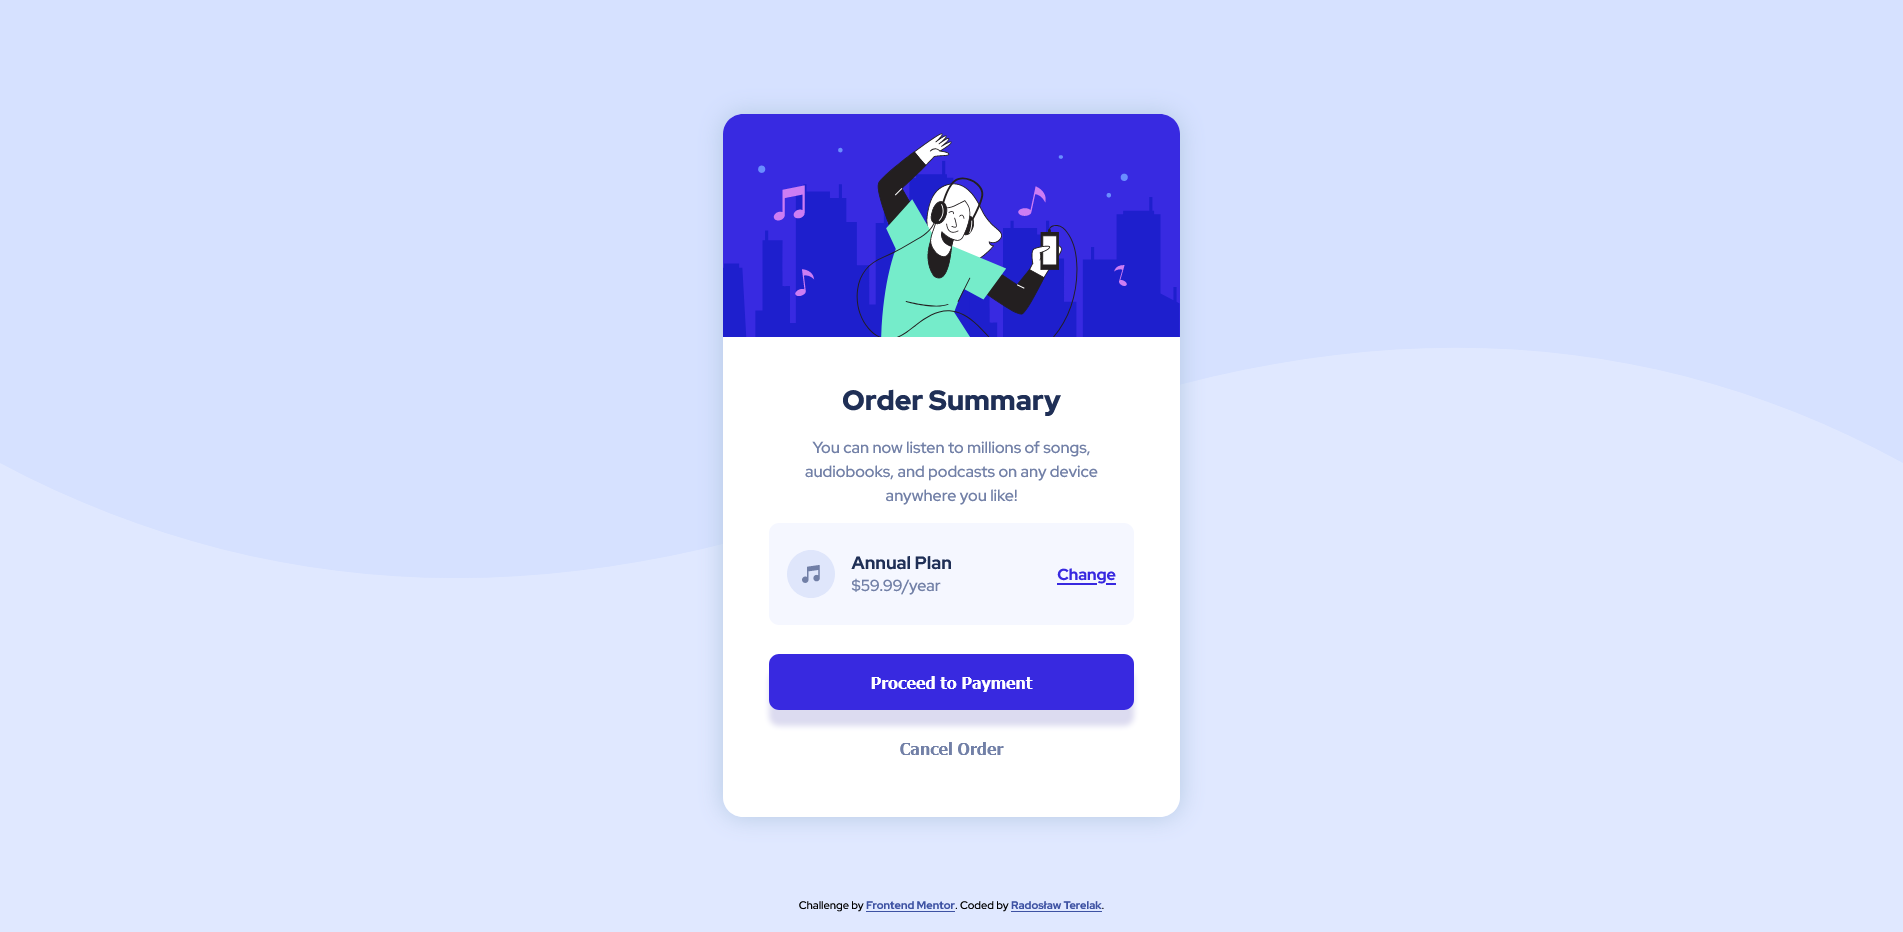 Order Summary
You can now listen to millions of songs,
audiobooks, and podcasts on any device
anywhere you like!
Annual Plan
$59.99/year
Change
Proceed to Payment
Cancel Order
Challenge by Frontend Mentor. Coded by Radosław Terelak.